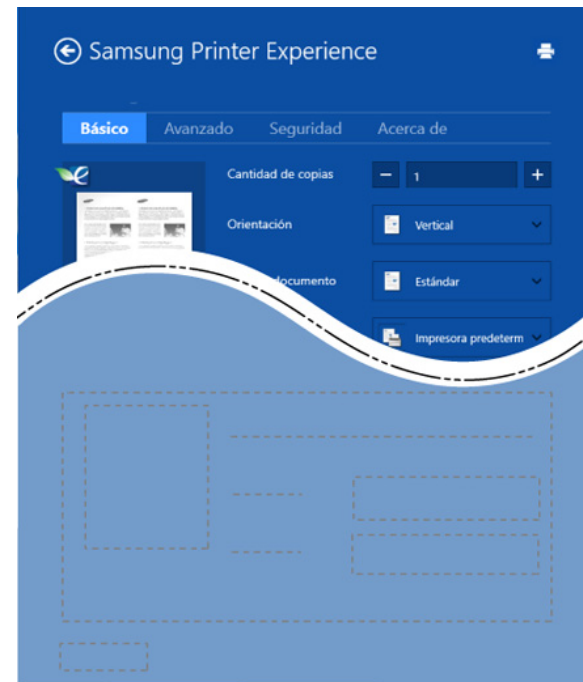 Samsung Printer Experience
Básico Avanzado Seguridad Acerca de
Cantidad de copias 1
Orientación Vertical
documento Estándar
Impresora predeterm